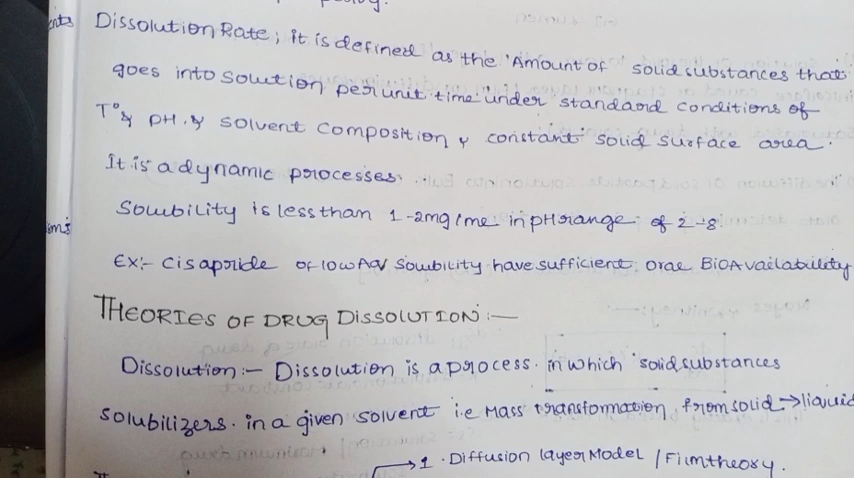 Dissolution Rate; it is defined as the "Amount of solid substances that
goes into solution per unit time" under standard conditions of
T° & pH & solvent composition & constant solid surface area.
It is a dynamic processes.
Solubility is less than 1-2mg/ml in pH range of 2-8.
Ex:- Cisapride of low Aq/ Solubility have sufficient oral BiOAvailability
THEORIES OF DRUG DISSOLUTION :-
Dissolution :- Dissolution is a process in which solid substances
solubilizers. in a given solvent i.e Mass transformation from solid → liquid
1. Diffusion layer Model / Film theory.